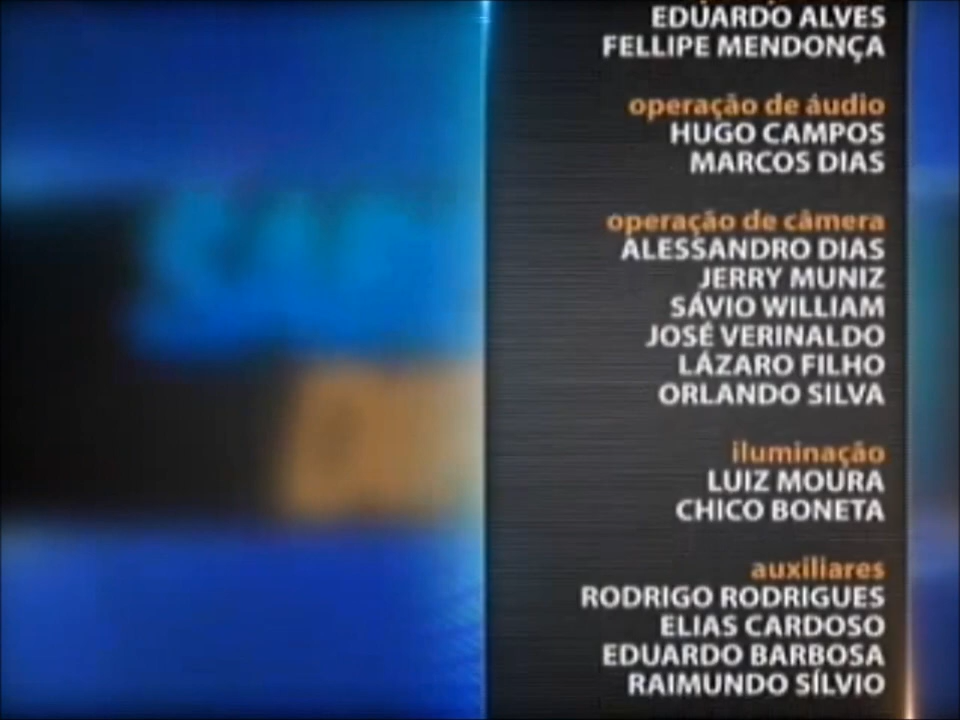 EDUARDO ALVES
FELLIPE MENDONÇA
operação de áudio
HUGO CAMPOS
MARCOS DIAS
operação de câmera
ALESSANDRO DIAS
JERRY MUNIZ
SÁVIO WILLIAM
JOSÉ VERINALDO
LÁZARO FILHO
ORLANDO SILVA
iluminação
LUIZ MOURA
CHICO BONETA
auxiliares
RODRIGO RODRIGUES
ELIAS CARDOSO
EDUARDO BARBOSA
RAIMUNDO SÍLVIO